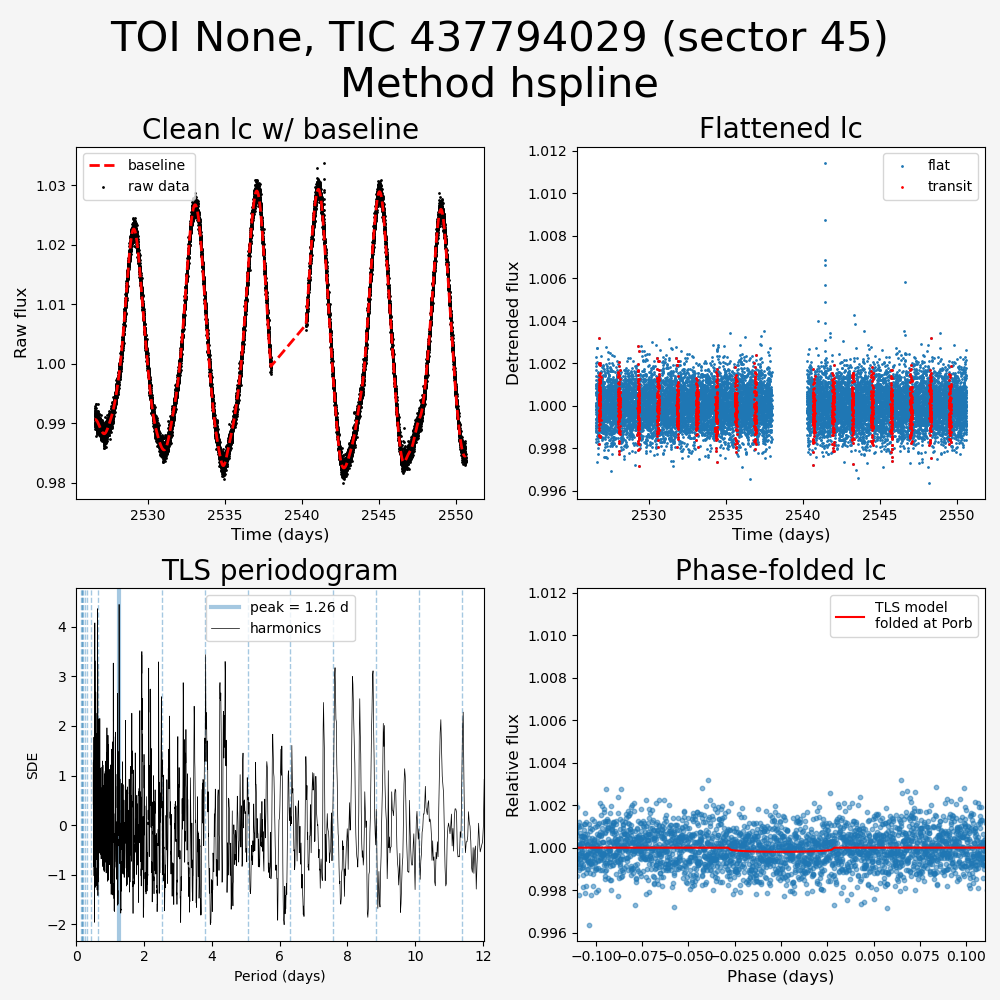 TOI None, TIC 437794029 (sector 45)
Method hspline
Clean lc w/ baseline
baseline
raw data
Raw flux
1.03
1.02
1.01
1.00
0.99
0.98
2530
2535
2540
2545
2550
Time (days)
Flattened lc
flat
transit
Detrended flux
1.012
1.010
1.008
1.006
1.004
1.002
1.000
0.998
0.996
2530
2535
2540
2545
2550
Time (days)
TLS periodogram
peak = 1.26 d
harmonics
SDE
4
3
2
1
0
−1
−2
0
2
4
6
8
10
12
Period (days)
Phase-folded lc
TLS model
folded at Porb
Relative flux
1.012
1.010
1.008
1.006
1.004
1.002
1.000
0.998
0.996
−0.100
−0.075
−0.050
−0.025
0.000
0.025
0.050
0.075
0.100
Phase (days)